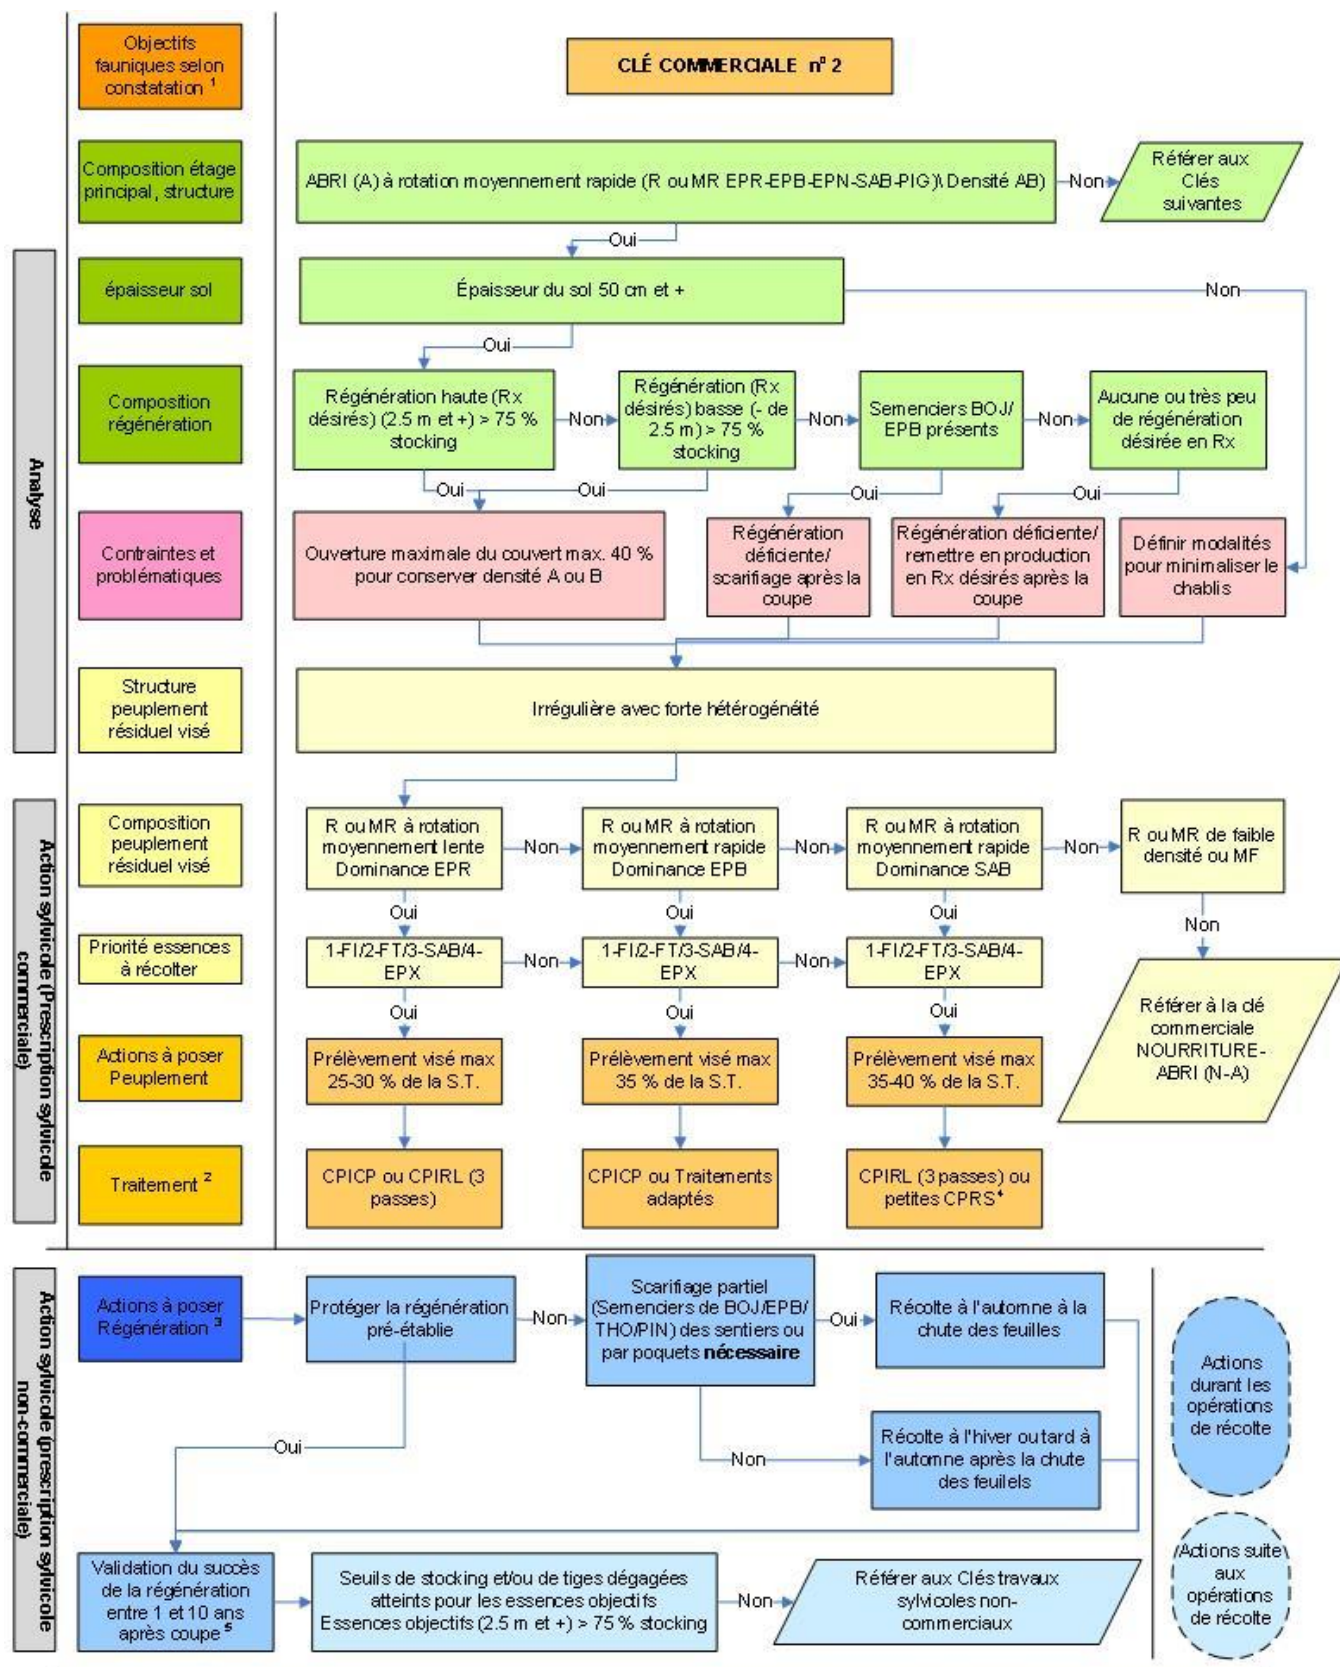 Objectifs
fauniques selon
constatation ¹
CLÉ COMMERCIALE n° 2
Composition étage
principal, structure
ABRI (A) à rotation moyennement rapide (R ou MR EPR-EPB-EPN-SAB-PIG)\ Densité AB)
Non
Référer aux
Clés
suivantes
Oui
épaisseur sol
Épaisseur du sol 50 cm et +
Non
Oui
Composition
régénération
Régénération haute (Rx
désirés) (2.5 m et +) > 75 %
stocking
Non
Régénération (Rx
désirés) basse (- de
2.5 m) > 75 %
stocking
Non
Semenciers BOJ/
EPB présents
Non
Aucune ou très peu
de régénération
désirée en Rx
Oui
Oui
Oui
Oui
Analyse
Contraintes et
problématiques
Ouverture maximale du couvert max. 40 %
pour conserver densité A ou B
Régénération
déficiente/
scarifiage après la
coupe
Régénération déficiente/
remettre en production
en Rx désirés après la
coupe
Définir modalités
pour minimaliser le
chablis
Structure
peuplement
résiduel visé
Irrégulière avec forte hétérogénéité
Action sylvicole (Prescription sylvicole
commerciale)
Composition
peuplement
résiduel visé
R ou MR à rotation
moyennement lente
Dominance EPR
Non
R ou MR à rotation
moyennement rapide
Dominance EPB
Non
R ou MR à rotation
moyennement rapide
Dominance SAB
Non
R ou MR de faible
densité ou MF
Oui
Oui
Oui
Non
Priorité essences
à récolter
1-FI/2-FT/3-SAB/4-
EPX
Non
1-FI/2-FT/3-SAB/4-
EPX
Non
1-FI/2-FT/3-SAB/4-
EPX
Référer à la clé
commerciale
NOURRITURE-
ABRI (N-A)
Oui
Oui
Oui
Actions à poser
Peuplement
Prélèvement visé max
25-30 % de la S.T.
Prélèvement visé max
35 % de la S.T.
Prélèvement visé max
35-40 % de la S.T.
Traitement ²
CPICP ou CPIRL (3
passes)
CPICP ou Traitements
adaptés
CPIRL (3 passes) ou
petites CPRS⁴
Action sylvicole (prescription sylvicole
non-commerciale)
Actions à poser
Régénération ³
Protéger la régénération
pré-établie
Non
Scarifiage partiel
(Semenciers de BOJ/EPB/
THO/PIN) des sentiers ou
par poquets nécessaire
Oui
Récolte à l'automne à la
chute des feuilles
Oui
Non
Récolte à l'hiver ou tard à
l'automne après la chute
des feuilels
Actions
durant les
opérations
de récolte
Validation du succès
de la régénération
entre 1 et 10 ans
après coupe ⁵
Seuils de stocking et/ou de tiges dégagées
atteints pour les essences objectifs
Essences objectifs (2.5 m et +) > 75 % stocking
Non
Référer aux Clés travaux
sylvicoles non-
commerciaux
Actions suite
aux
opérations
de récolte